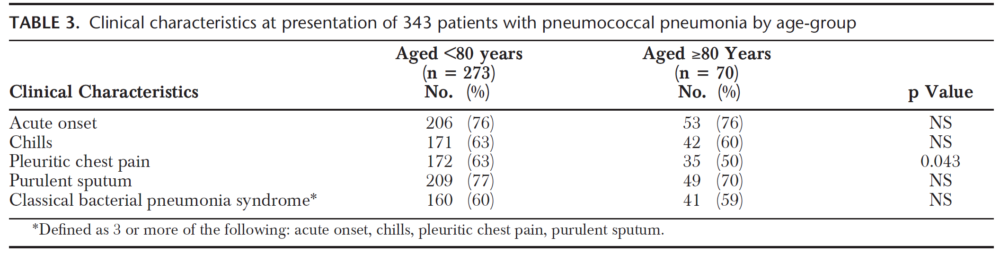 TABLE 3. Clinical characteristics at presentation of 343 patients with pneumococcal pneumonia by age-group
Aged <80 years Aged ≥80 Years
(n = 273) (n = 70)
Clinical Characteristics No. (%) No. (%) p Value
Acute onset 206 (76) 53 (76) NS
Chills 171 (63) 42 (60) NS
Pleuritic chest pain 172 (63) 35 (50) 0.043
Purulent sputum 209 (77) 49 (70) NS
Classical bacterial pneumonia syndrome* 160 (60) 41 (59) NS
*Defined as 3 or more of the following: acute onset, chills, pleuritic chest pain, purulent sputum.